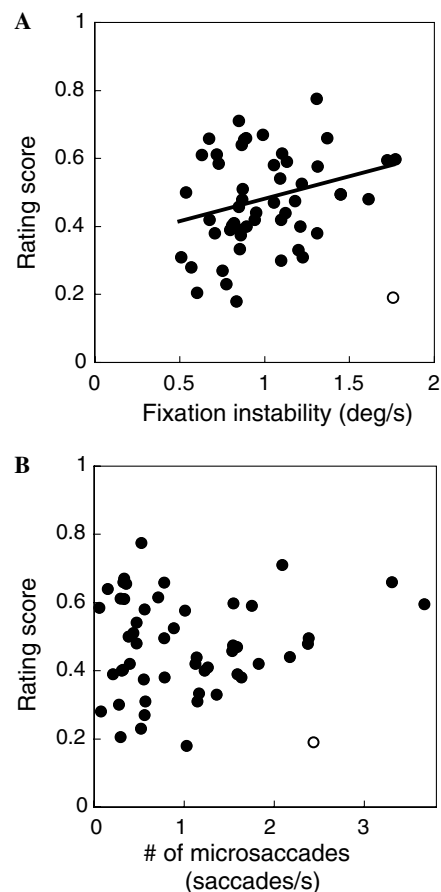 A
1
0.8
0.6
0.4
0.2
0
Rating score
0 0.5 1 1.5 2
Fixation instability (deg/s)
B
1
0.8
0.6
0.4
0.2
0
Rating score
0 1 2 3
# of microsaccades
(saccades/s)